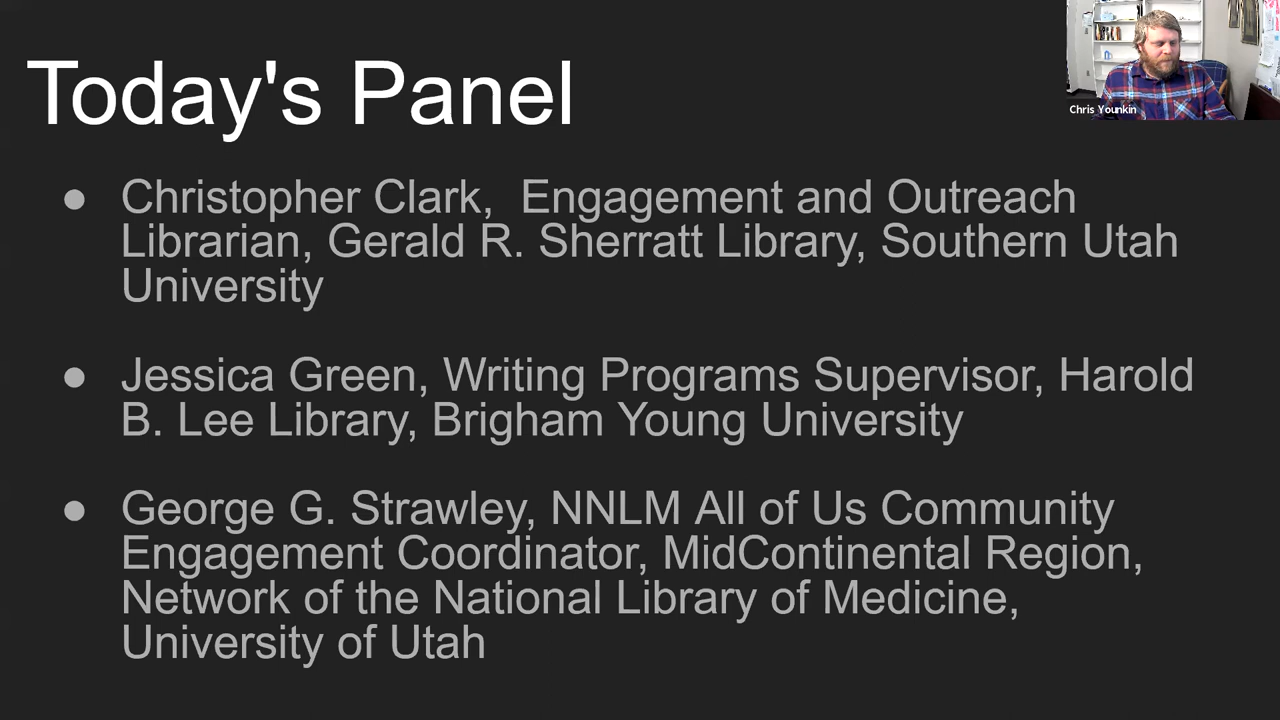 Today's Panel
Chris Younkin
● Christopher Clark, Engagement and Outreach
Librarian, Gerald R. Sherratt Library, Southern Utah
University
● Jessica Green, Writing Programs Supervisor, Harold
B. Lee Library, Brigham Young University
● George G. Strawley, NNLM All of Us Community
Engagement Coordinator, MidContinental Region,
Network of the National Library of Medicine,
University of Utah